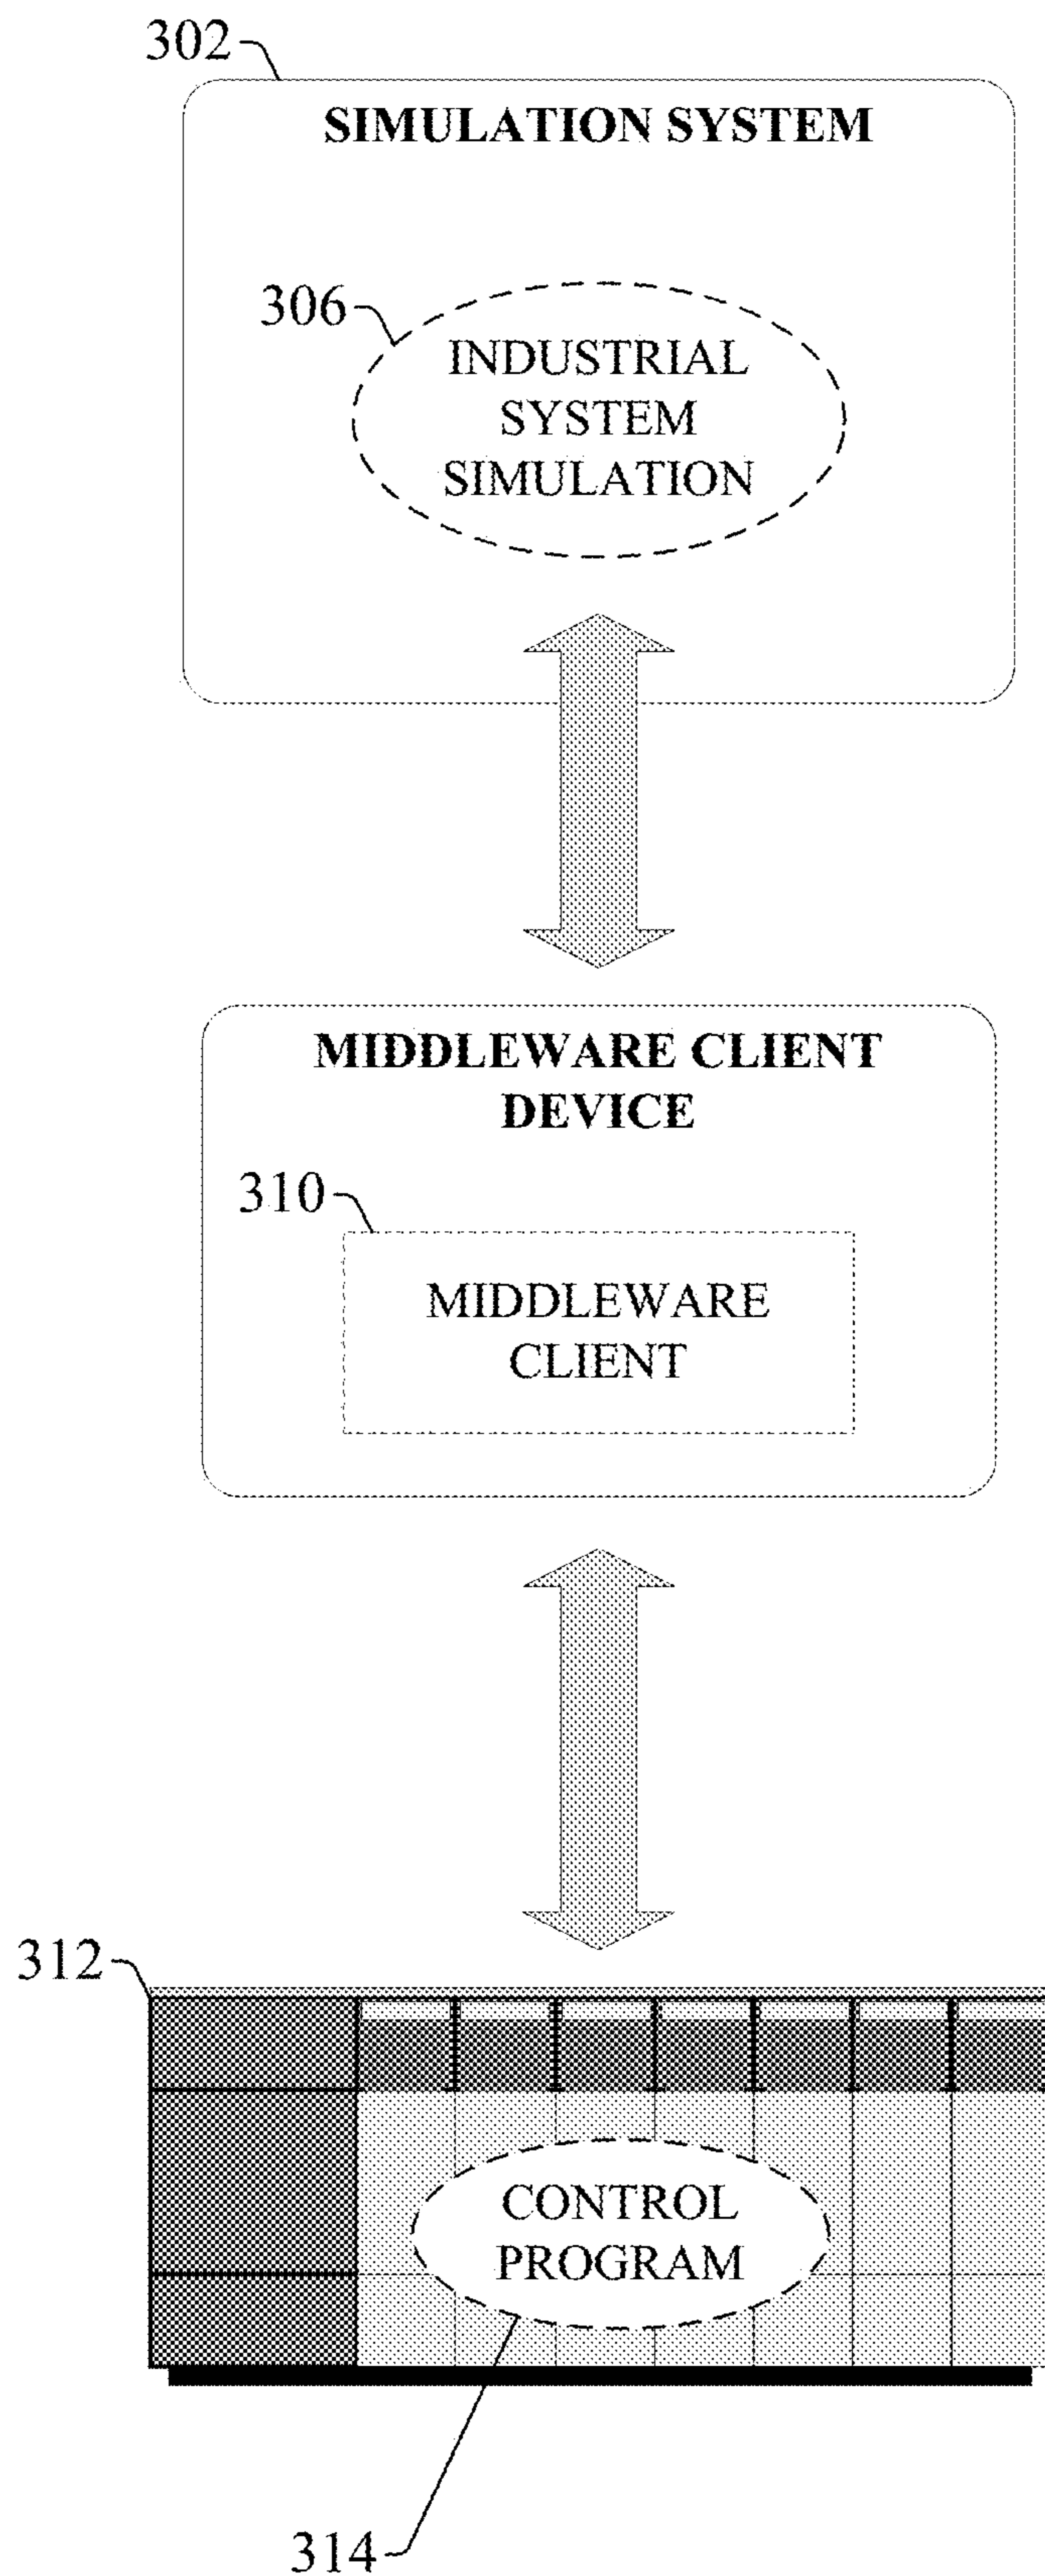 302
SIMULATION SYSTEM
306
INDUSTRIAL
SYSTEM
SIMULATION
MIDDLEWARE CLIENT
DEVICE
310
MIDDLEWARE
CLIENT
312
CONTROL
PROGRAM
314